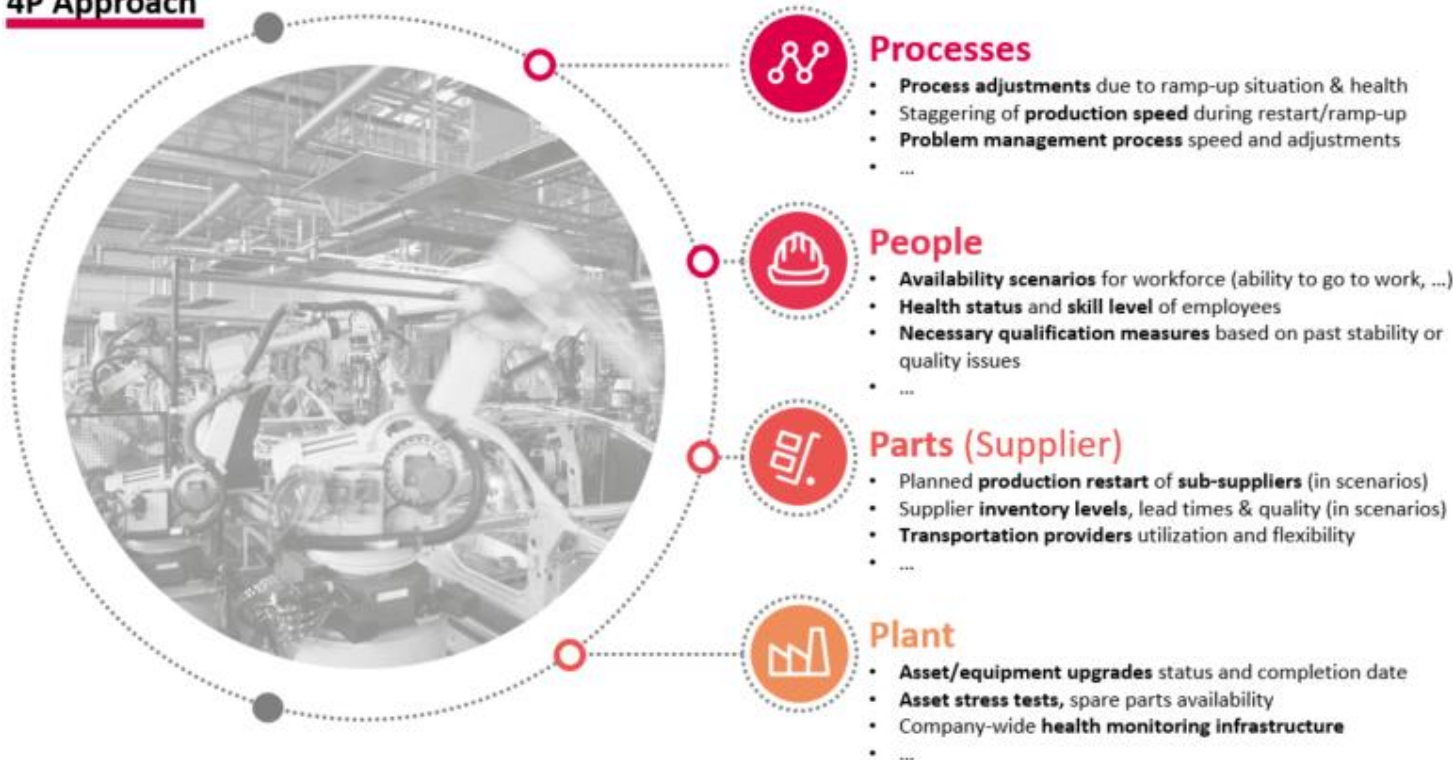 4P Approach
Processes
• Process adjustments due to ramp-up situation & health
• Staggering of production speed during restart/ramp-up
• Problem management process speed and adjustments
• ...
People
• Availability scenarios for workforce (ability to go to work, ...)
• Health status and skill level of employees
• Necessary qualification measures based on past stability or
quality issues
• ...
Parts (Supplier)
• Planned production restart of sub-suppliers (in scenarios)
• Supplier inventory levels, lead times & quality (in scenarios)
• Transportation providers utilization and flexibility
• ...
Plant
• Asset/equipment upgrades status and completion date
• Asset stress tests, spare parts availability
• Company-wide health monitoring infrastructure
• ...